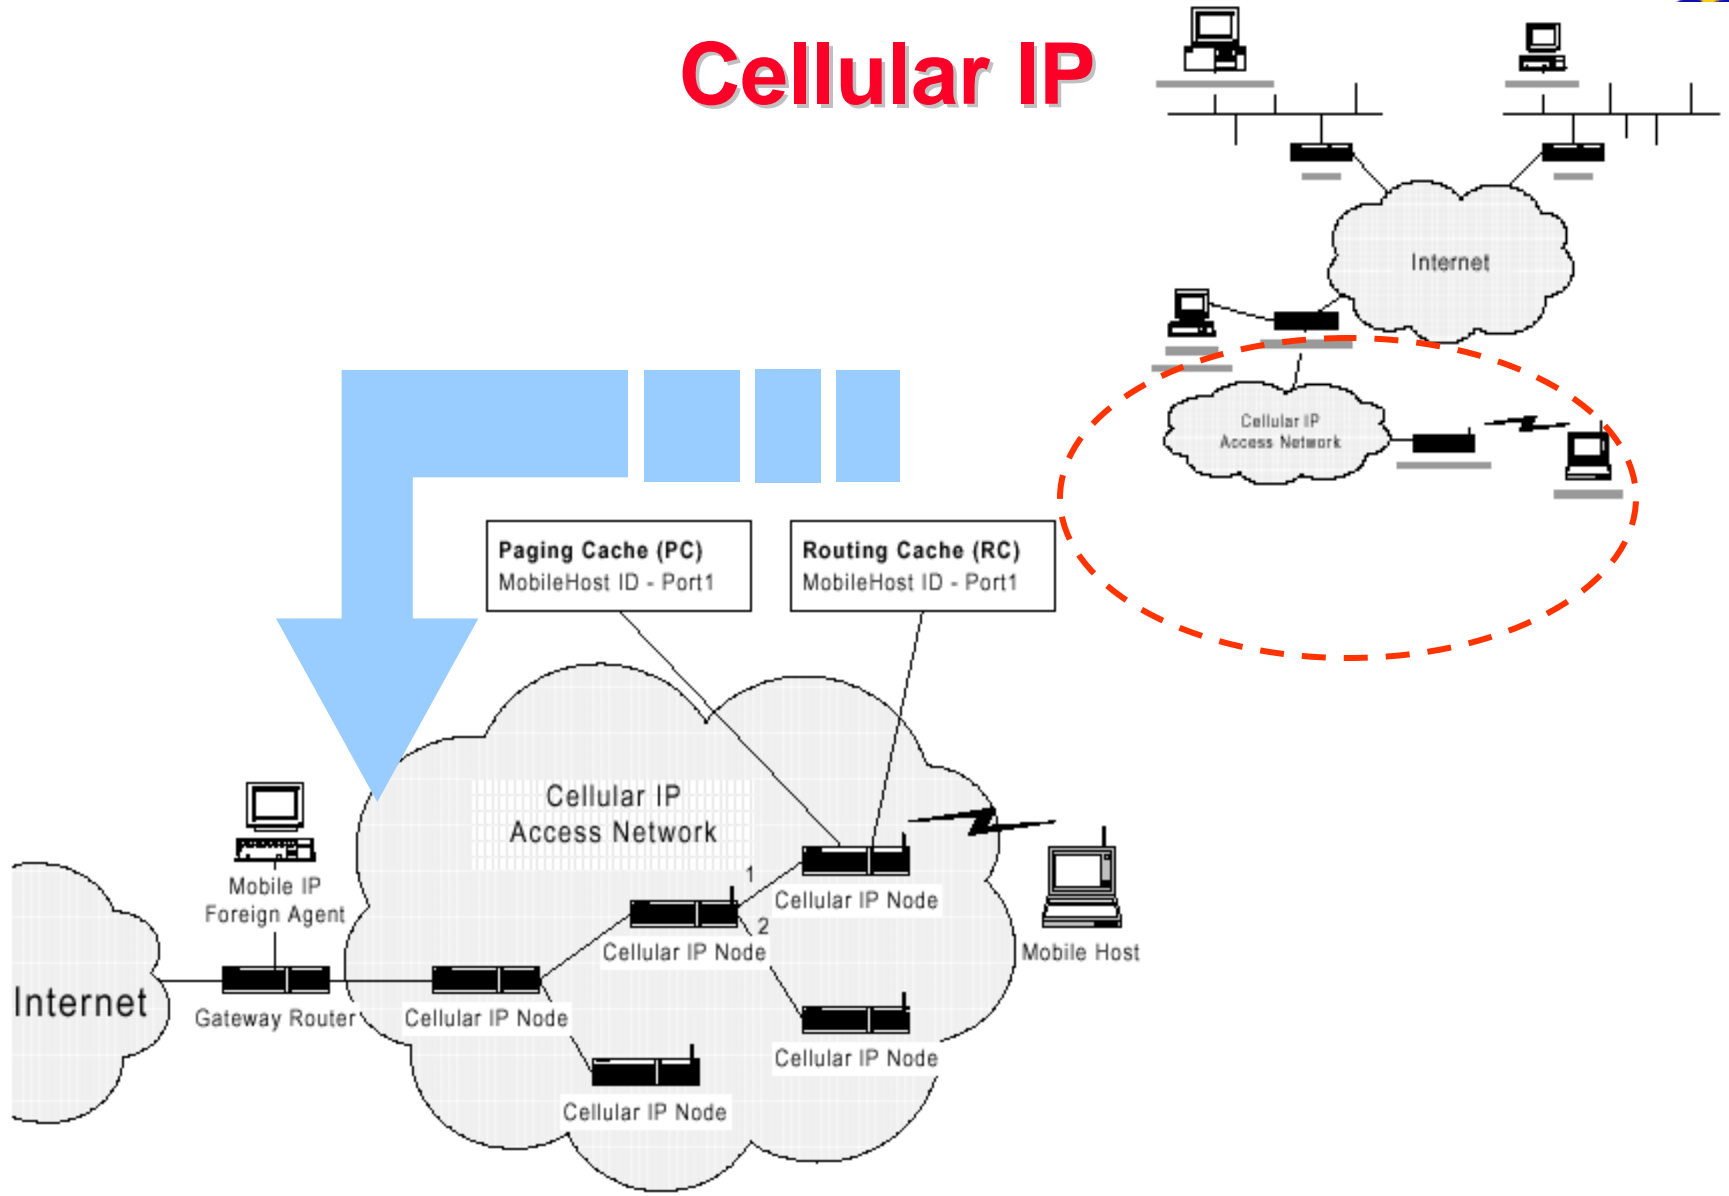 Cellular IP
Internet
Cellular IP
Access Network
Paging Cache (PC)
MobileHost ID - Port1
Routing Cache (RC)
MobileHost ID - Port1
Cellular IP
Access Network
1
Cellular IP Node
2
Cellular IP Node
Mobile IP
Foreign Agent
Mobile Host
Internet
Gateway Router
Cellular IP Node
Cellular IP Node
Cellular IP Node